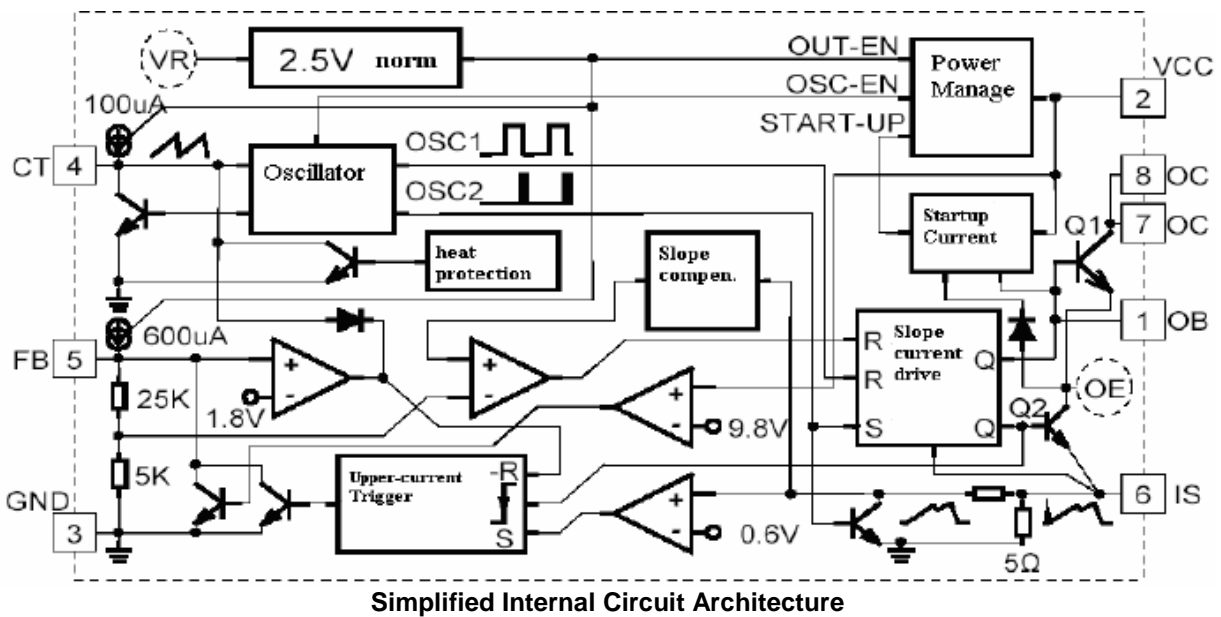 VR
2.5V norm
OUT-EN
Power
Manage
VCC
2
100uA
OSC-EN
START-UP
CT 4
Oscillator
OSC1
OSC2
8 OC
7 OC
Q1
Startup
Current
heat
protection
Slope
compen.
1 OB
600uA
FB 5
+
-
1.8V
+
-
+
-
9.8V
R
R
S
Slope
current
drive
Q
Q
Q2
OE
25K
5K
GND
3
Upper-current
Trigger
-R
S
+
-
0.6V
5Ω
6 IS
Simplified Internal Circuit Architecture